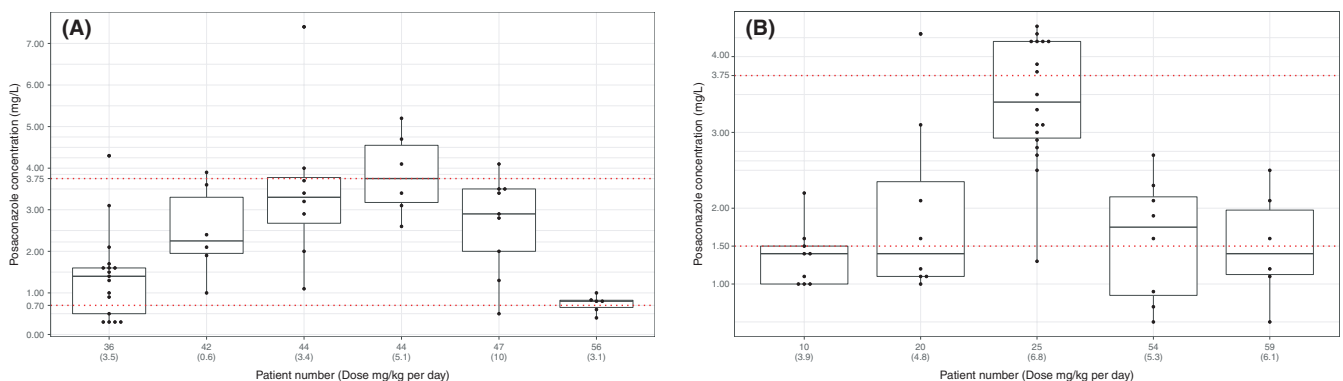 (A)
Posaconazole concentration (mg/L)
7.00
6.00
5.00
4.00
3.75
3.00
2.00
1.00
0.70
0.00
36 42 44 44 47 56
(3.5) (0.6) (3.4) (5.1) (10) (3.1)
Patient number (Dose mg/kg per day)
(B)
Posaconazole concentration (mg/L)
4.00
3.75
3.00
2.00
1.50
1.00
10 20 25 54 59
(3.9) (4.8) (6.8) (5.3) (6.1)
Patient number (Dose mg/kg per day)